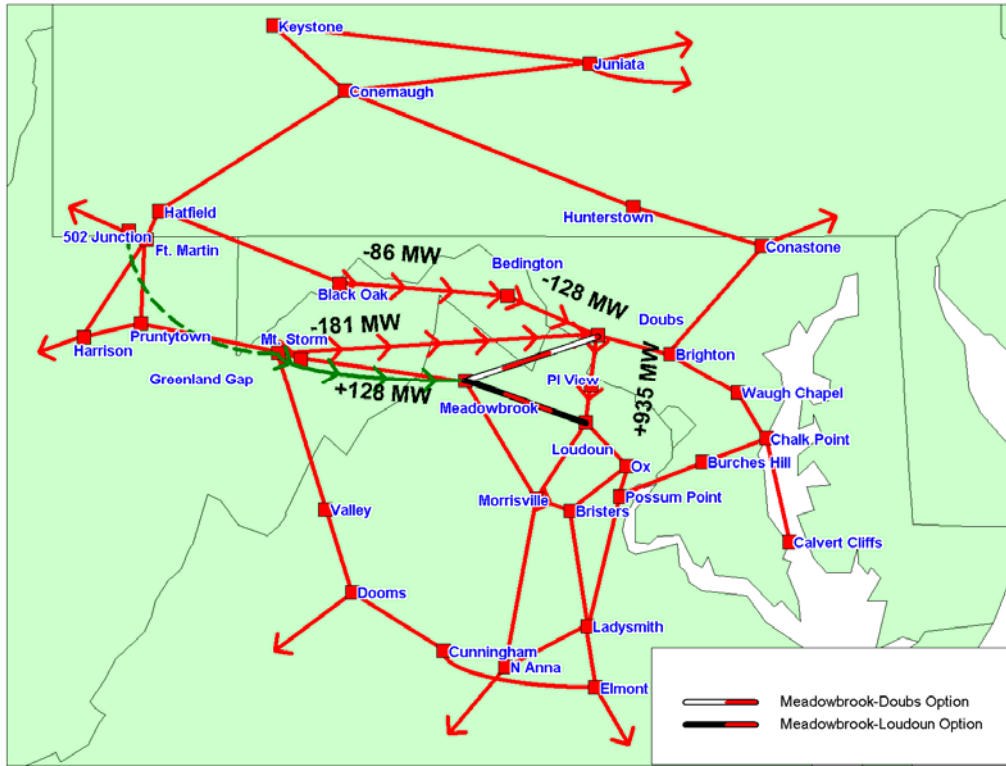 Keystone
Juniata
Conemaugh
Hatfield
Hunterstown
502 Junction
Ft. Martin
Conastone
-86 MW
Bedington
Black Oak
-128 MW
Pruntytown
-181 MW
Mt. Storm
Doubs
Harrison
Brighton
Greenland Gap
+128 MW
Pl View
+935 MW
Meadowbrook
Waugh Chapel
Loudoun
Chalk Point
Ox
Burches Hill
Morrisville
Possum Point
Valley
Bristers
Calvert Cliffs
Dooms
Ladysmith
Cunningham
N Anna
Elmont
Meadowbrook-Doubs Option
Meadowbrook-Loudoun Option